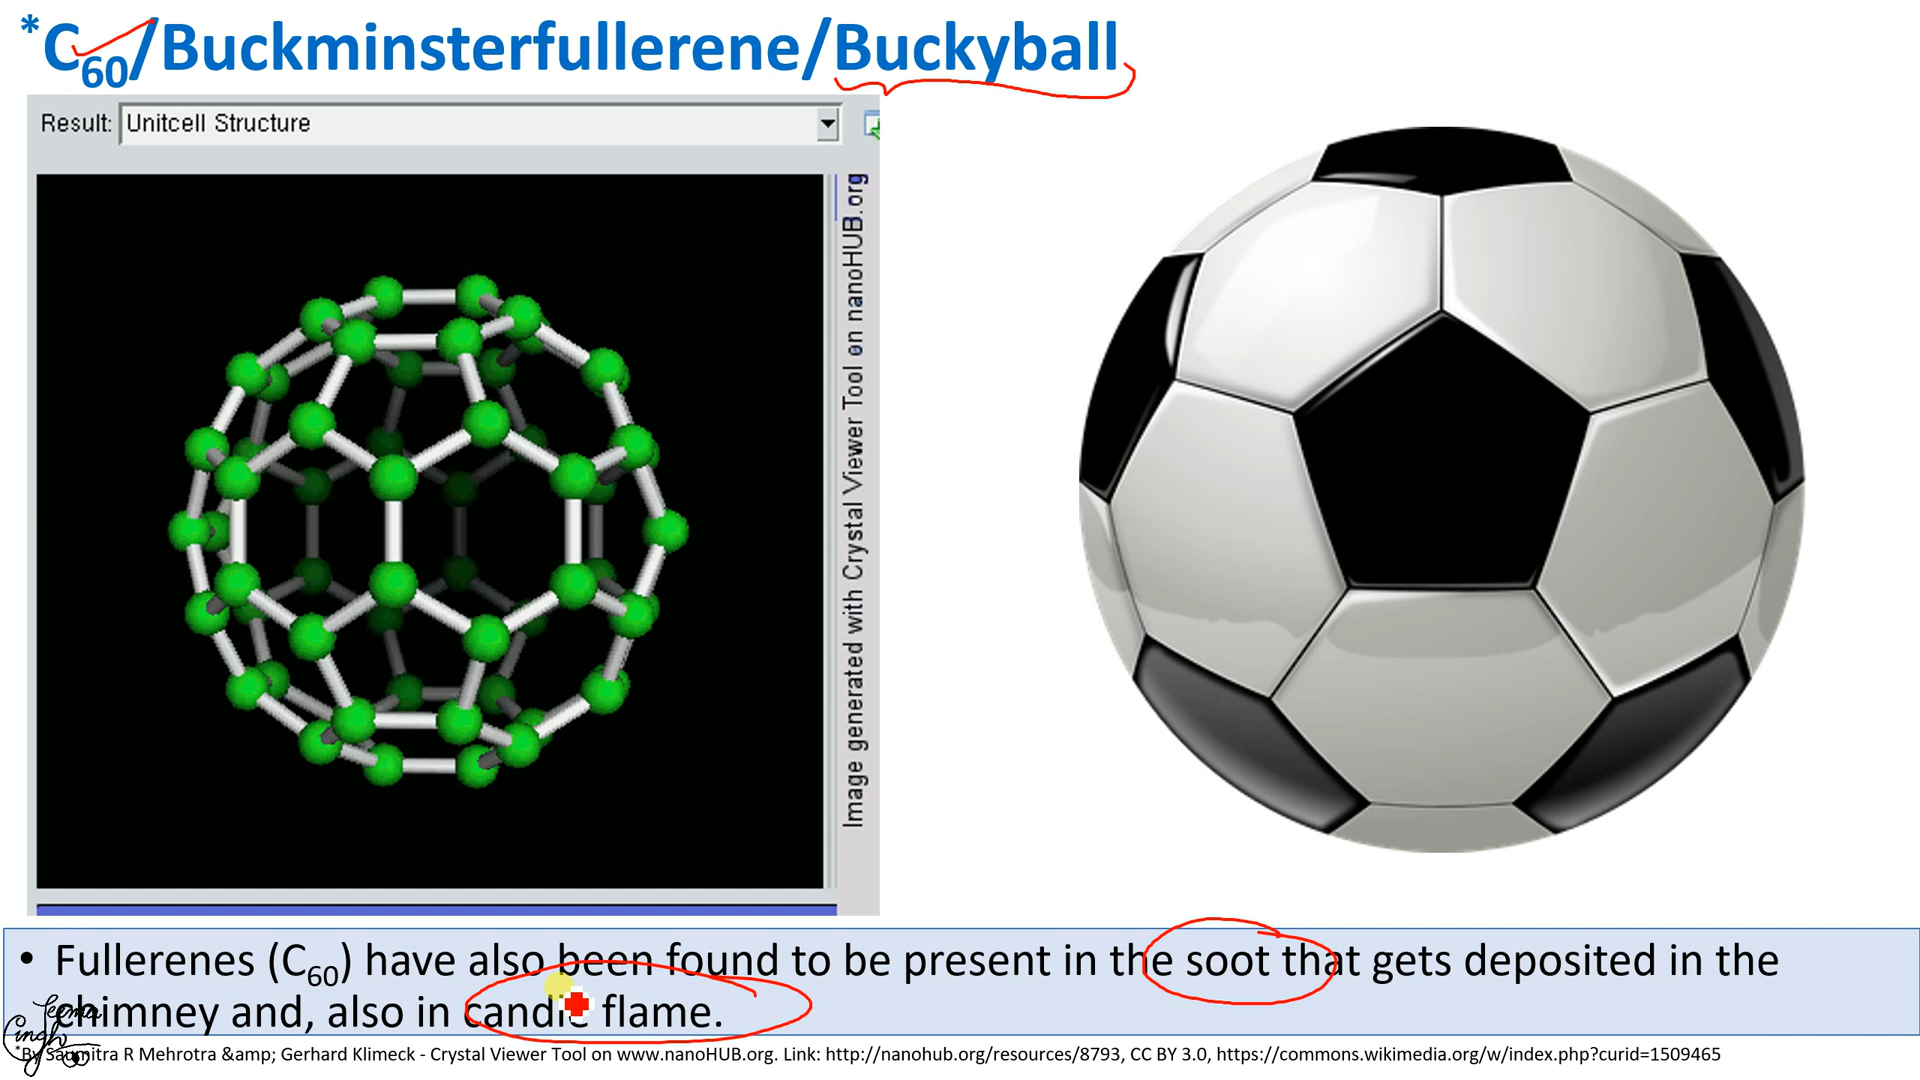 *C60/Buckminsterfullerene/Buckyball
Result: Unitcell Structure
Image generated with Crystal Viewer Tool on nanoHUB.org
• Fullerenes (C60) have also been found to be present in the soot that gets deposited in the
chimney and, also in candle flame.
*By Saumitra R Mehrotra &amp; Gerhard Klimeck - Crystal Viewer Tool on www.nanoHUB.org. Link: http://nanohub.org/resources/8793, CC BY 3.0, https://commons.wikimedia.org/w/index.php?curid=1509465